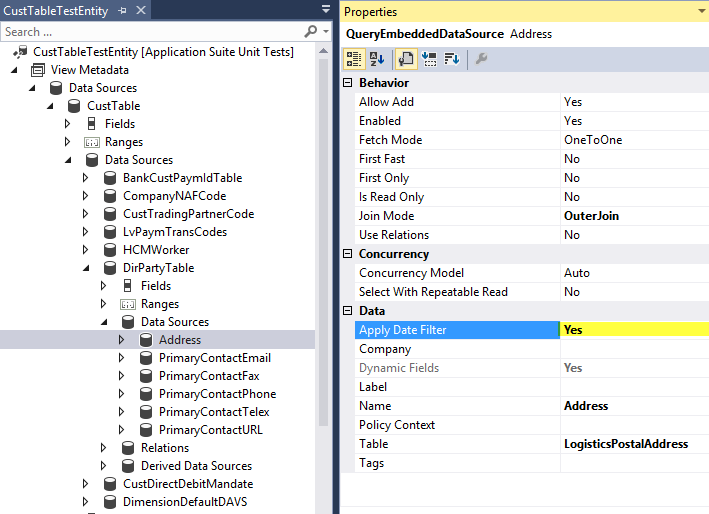 CustTableTestEntity
Search ...
CustTableTestEntity [Application Suite Unit Tests]
View Metadata
Data Sources
CustTable
Fields
Ranges
Data Sources
BankCustPaymIdTable
CompanyNAFCode
CustTradingPartnerCode
LvPaymTransCodes
HCMWorker
DirPartyTable
Fields
Ranges
Data Sources
Address
PrimaryContactEmail
PrimaryContactFax
PrimaryContactPhone
PrimaryContactTelex
PrimaryContactURL
Relations
Derived Data Sources
CustDirectDebitMandate
DimensionDefaultDAVS
Properties
QueryEmbeddedDataSource Address
Behavior
Allow Add Yes
Enabled Yes
Fetch Mode OneToOne
First Fast No
First Only No
Is Read Only No
Join Mode OuterJoin
Use Relations No
Concurrency
Concurrency Model Auto
Select With Repeatable Read No
Data
Apply Date Filter Yes
Company
Dynamic Fields Yes
Label
Name Address
Policy Context
Table LogisticsPostalAddress
Tags